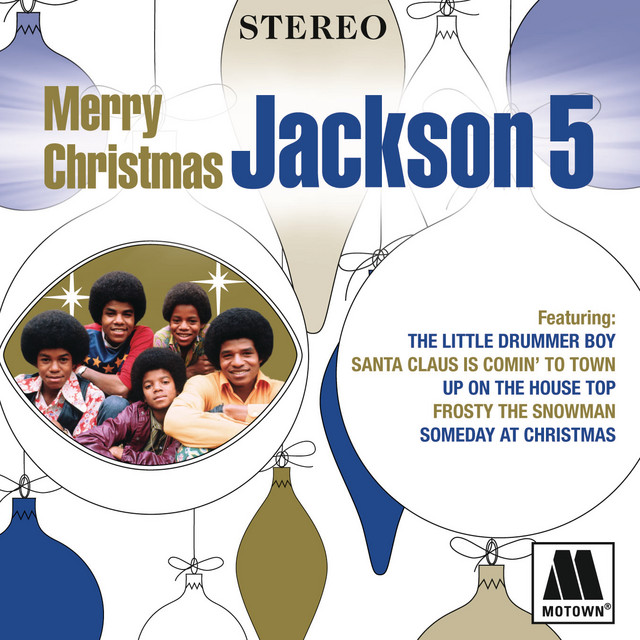 STEREO
Merry
Christmas
Jackson 5
Featuring:
THE LITTLE DRUMMER BOY
SANTA CLAUS IS COMIN' TO TOWN
UP ON THE HOUSE TOP
FROSTY THE SNOWMAN
SOMEDAY AT CHRISTMAS
MOTOWN®